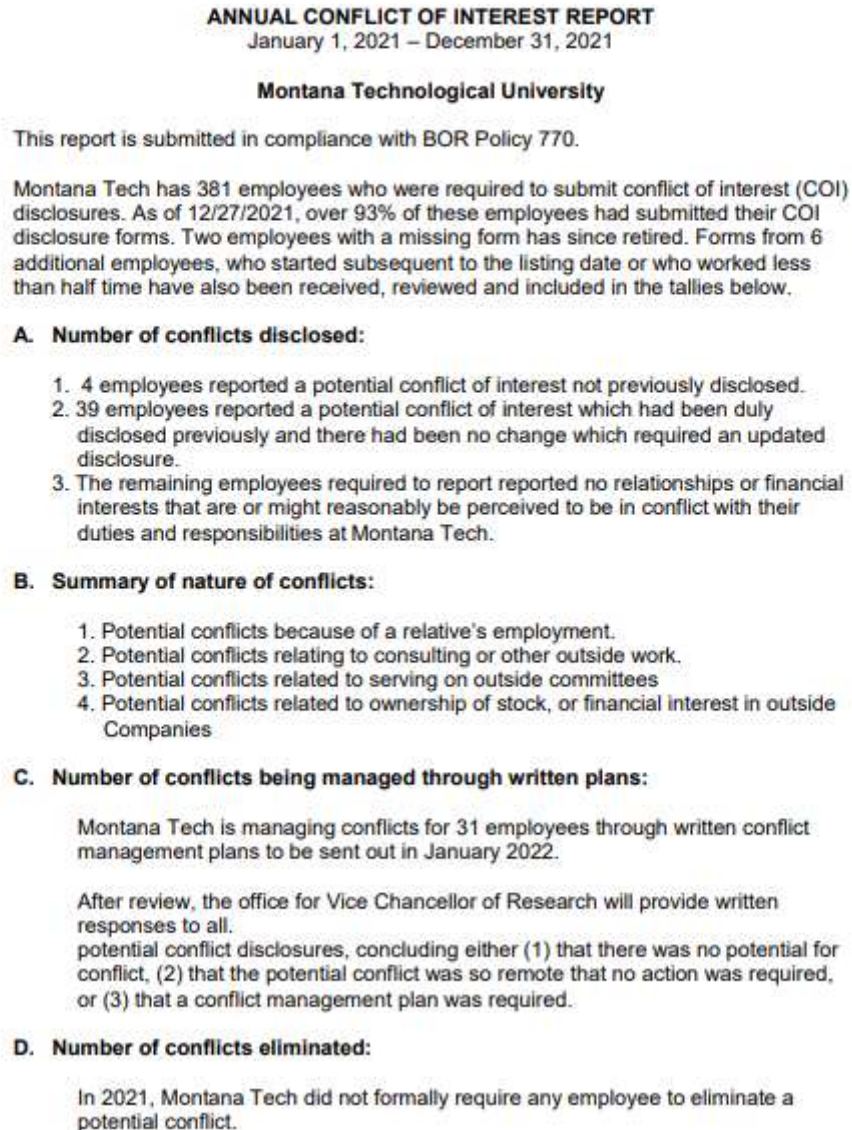 ANNUAL CONFLICT OF INTEREST REPORT
January 1, 2021 – December 31, 2021
Montana Technological University
This report is submitted in compliance with BOR Policy 770.
Montana Tech has 381 employees who were required to submit conflict of interest (COI)
disclosures. As of 12/27/2021, over 93% of these employees had submitted their COI
disclosure forms. Two employees with a missing form has since retired. Forms from 6
additional employees, who started subsequent to the listing date or who worked less
than half time have also been received, reviewed and included in the tallies below.
A. Number of conflicts disclosed:
1. 4 employees reported a potential conflict of interest not previously disclosed.
2. 39 employees reported a potential conflict of interest which had been duly
disclosed previously and there had been no change which required an updated
disclosure.
3. The remaining employees required to report reported no relationships or financial
interests that are or might reasonably be perceived to be in conflict with their
duties and responsibilities at Montana Tech.
B. Summary of nature of conflicts:
1. Potential conflicts because of a relative's employment.
2. Potential conflicts relating to consulting or other outside work.
3. Potential conflicts related to serving on outside committees
4. Potential conflicts related to ownership of stock, or financial interest in outside
Companies
C. Number of conflicts being managed through written plans:
Montana Tech is managing conflicts for 31 employees through written conflict
management plans to be sent out in January 2022.
After review, the office for Vice Chancellor of Research will provide written
responses to all.
potential conflict disclosures, concluding either (1) that there was no potential for
conflict, (2) that the potential conflict was so remote that no action was required,
or (3) that a conflict management plan was required.
D. Number of conflicts eliminated:
In 2021, Montana Tech did not formally require any employee to eliminate a
potential conflict.